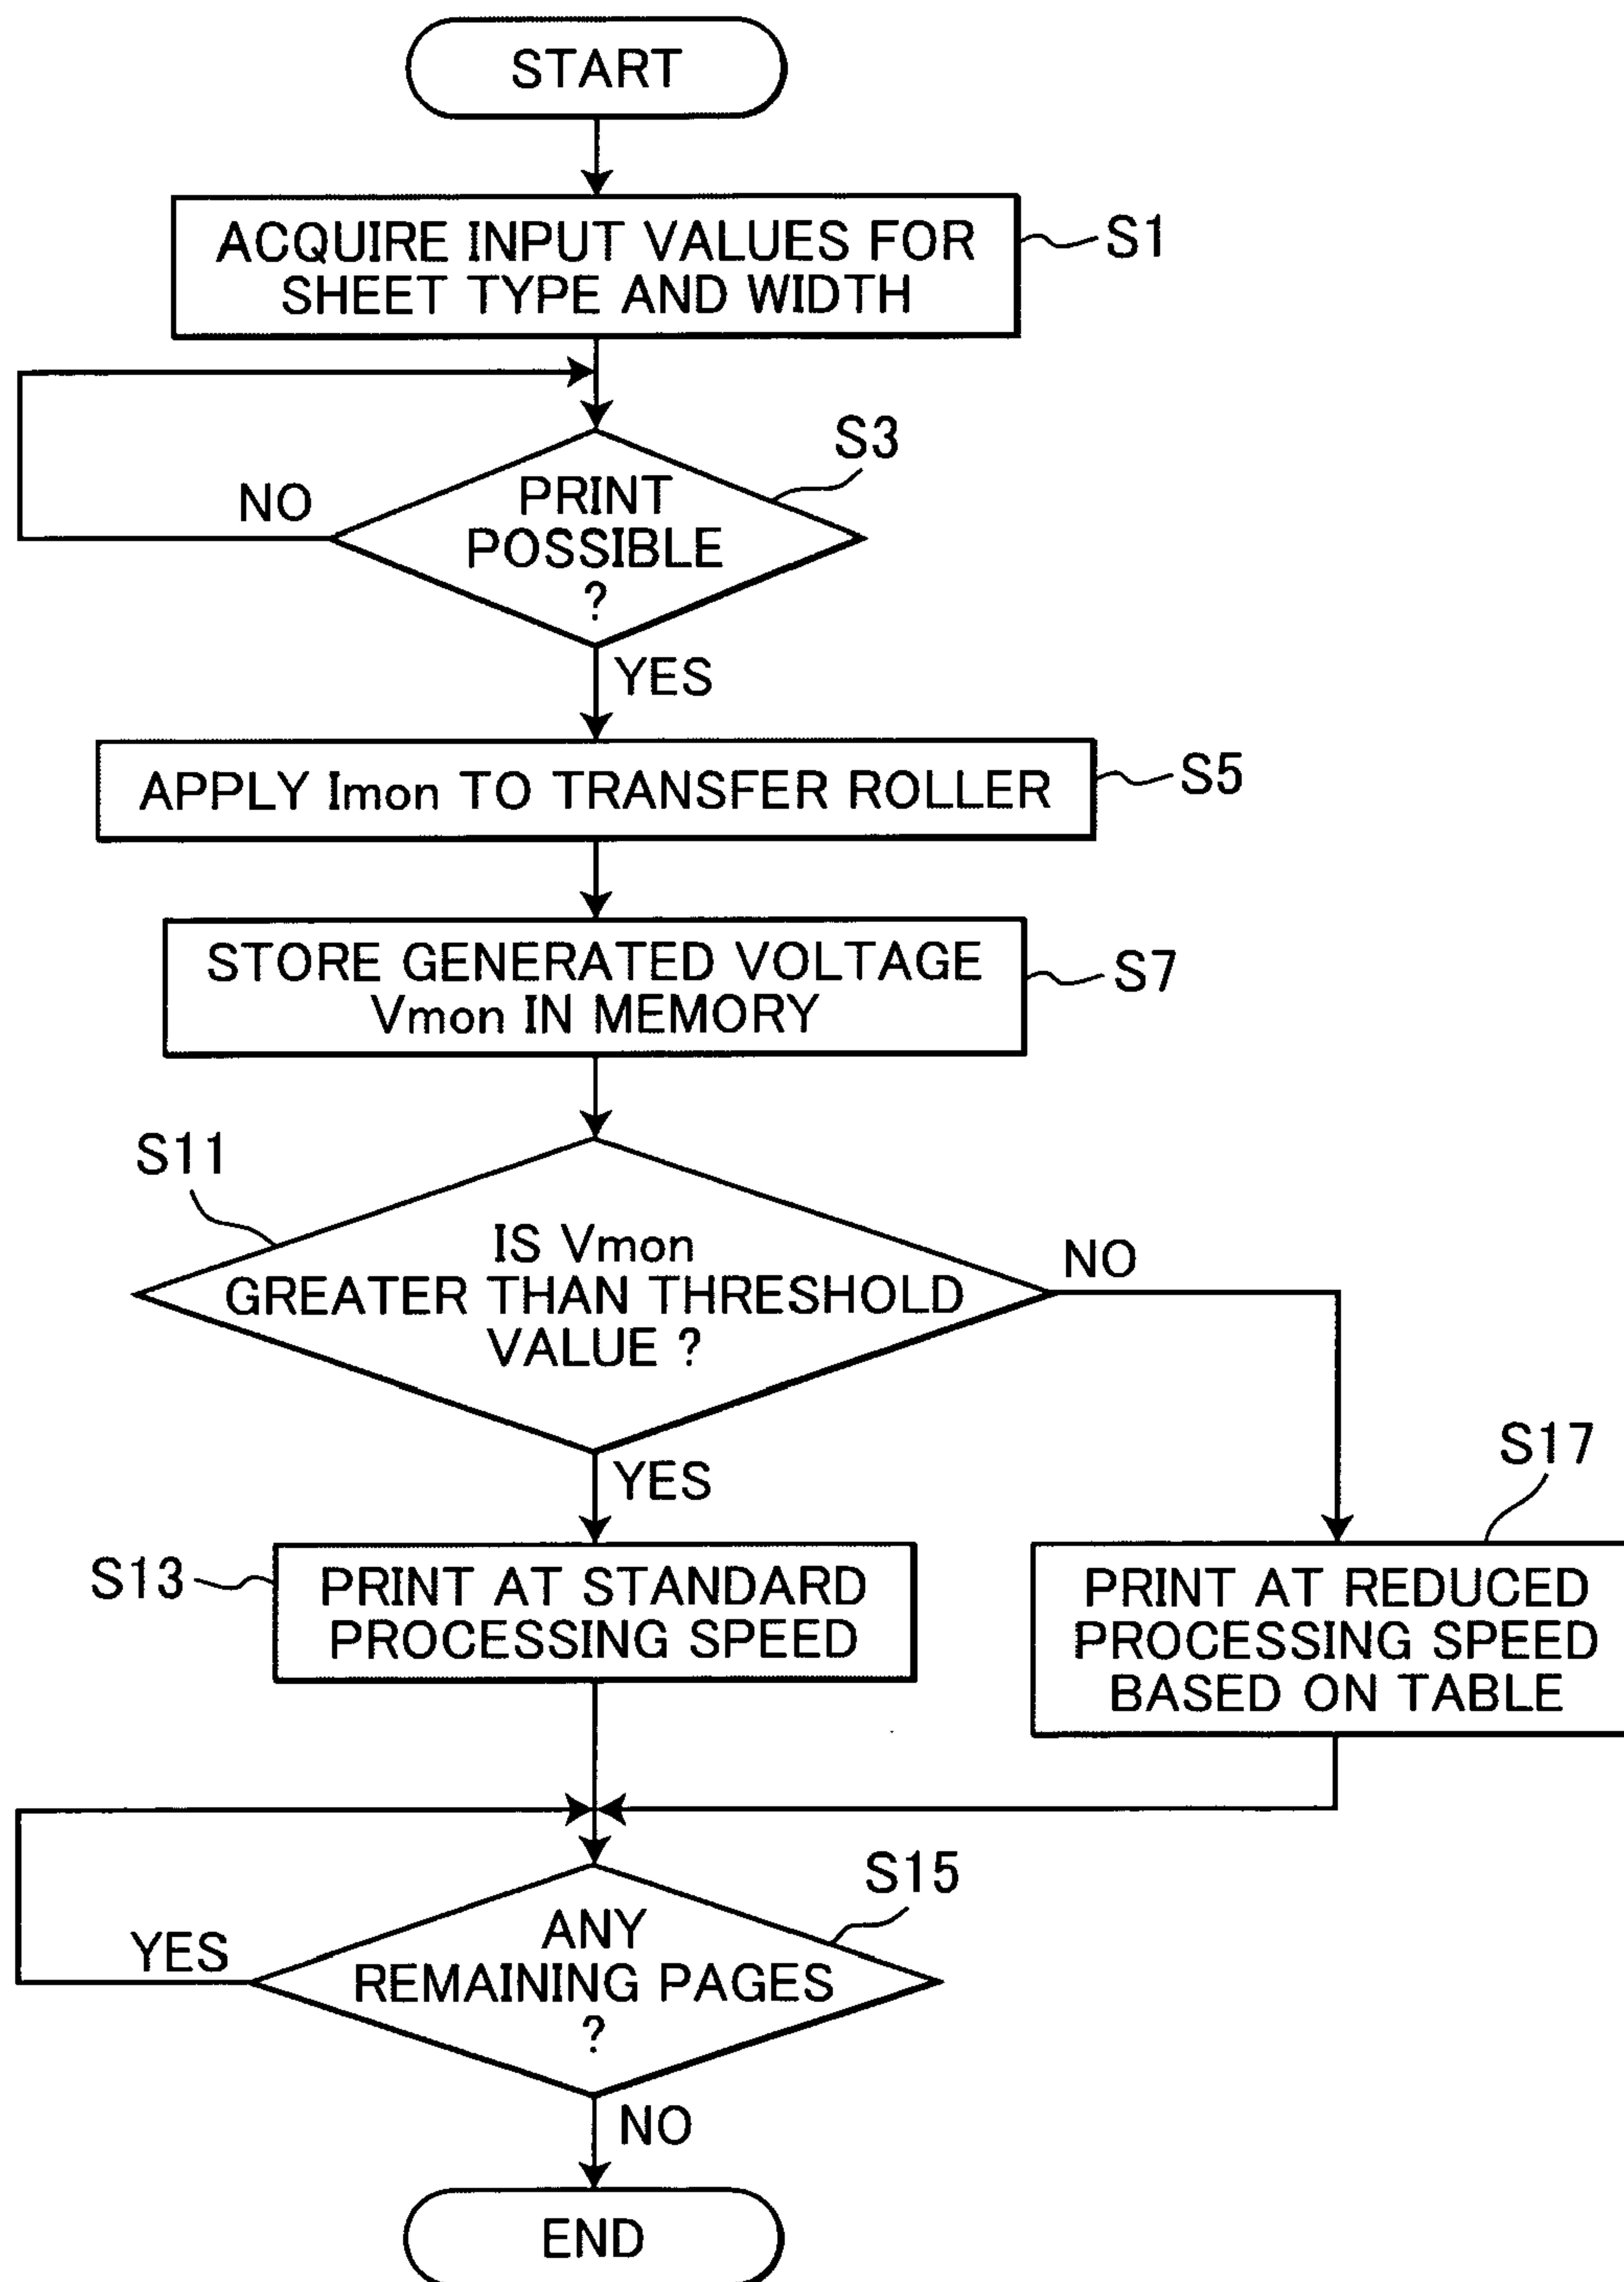 START
ACQUIRE INPUT VALUES FOR
SHEET TYPE AND WIDTH
S1
S3
NO
PRINT
POSSIBLE
?
YES
APPLY Imon TO TRANSFER ROLLER
S5
STORE GENERATED VOLTAGE
Vmon IN MEMORY
S7
S11
IS Vmon
GREATER THAN THRESHOLD
VALUE ?
NO
YES
S17
S13
PRINT AT STANDARD
PROCESSING SPEED
PRINT AT REDUCED
PROCESSING SPEED
BASED ON TABLE
S15
YES
ANY
REMAINING PAGES
?
NO
END